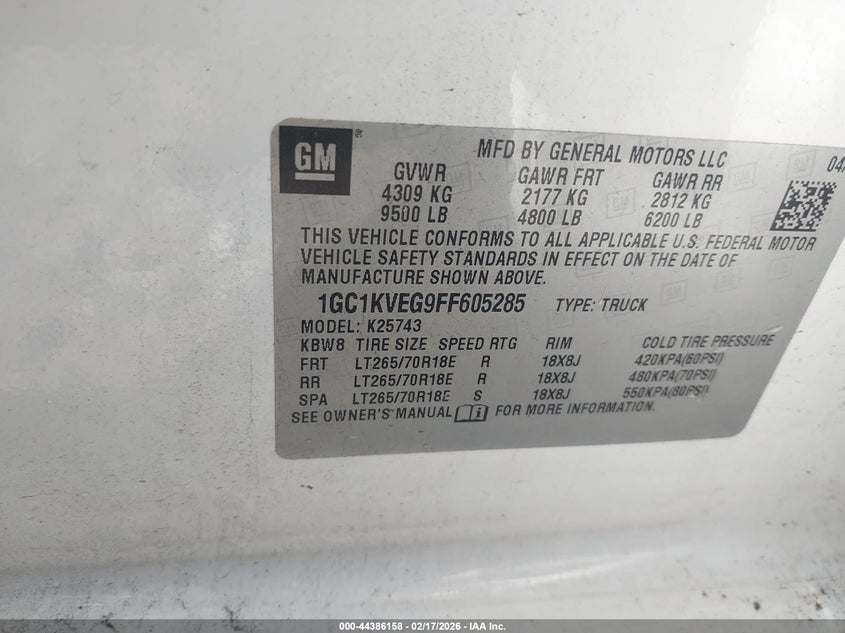 GM ®
MFD BY GENERAL MOTORS LLC 04/
GVWR GAWR FRT GAWR RR
4309 KG 2177 KG 2812 KG
9500 LB 4800 LB 6200 LB
THIS VEHICLE CONFORMS TO ALL APPLICABLE U.S. FEDERAL MOTOR
VEHICLE SAFETY STANDARDS IN EFFECT ON THE DATE OF
MANUFACTURE SHOWN ABOVE.
1GC1KVEG9FF605285 TYPE: TRUCK
MODEL: K25743
KBW8 TIRE SIZE SPEED RTG RIM COLD TIRE PRESSURE
FRT LT265/70R18E R 18X8J 420KPA(60PSI)
RR LT265/70R18E R 18X8J 480KPA(70PSI)
SPA LT265/70R18E S 18X8J 550KPA(80PSI)
SEE OWNER'S MANUAL FOR MORE INFORMATION.
000-44386158 — 02/17/2026 — IAA Inc.